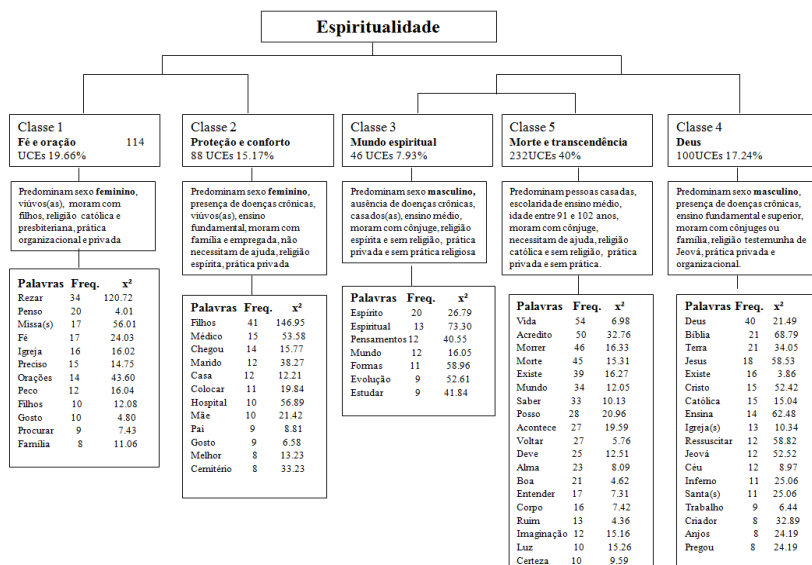 Espiritualidade
Classe 1
Fé e oração 114
UCEs 19.66%
Predominam sexo feminino,
viúvos(as), moram com
filhos, religião católica e
presbiteriana, prática
organizacional e privada
Palavras Freq. x²
Rezar 34 120.72
Penso 20 4.01
Missa(s) 17 56.01
Fé 17 24.03
Igreja 16 16.02
Preciso 15 14.75
Orações 14 43.60
Peco 12 16.04
Filhos 10 12.08
Gosto 10 4.80
Procurar 9 7.43
Família 8 11.06
Classe 2
Proteção e conforto
88 UCEs 15.17%
Predominam sexo feminino,
presença de doenças crônicas,
viúvos(as), ensino
fundamental, moram com
família e empregada, não
necessitam de ajuda, religião
espírita, prática privada
Palavras Freq. x²
Filhos 41 146.95
Médico 15 53.58
Chegou 14 15.77
Marido 12 38.27
Casa 12 12.21
Colocar 11 19.84
Hospital 10 56.89
Mãe 10 21.42
Pai 9 8.81
Gosto 9 6.58
Melhor 8 13.23
Cemitério 8 33.23
Classe 3
Mundo espiritual
46 UCEs 7.93%
Predominam sexo masculino,
ausência de doenças crônicas,
casados(as), ensino médio,
moram com cônjuge, religião
espírita e sem religião, prática
privada e sem prática religiosa
Palavras Freq. x²
Espírito 20 26.79
Espiritual 13 73.30
Pensamentos 12 40.55
Mundo 12 16.05
Formas 11 58.96
Evolução 9 52.61
Estudar 9 41.84
Classe 5
Morte e transcendência
232UCEs 40%
Predominam pessoas casadas,
escolaridade ensino médio,
idade entre 91 e 102 anos,
moram com cônjuge,
necessitam de ajuda, religião
católica e sem religião, prática
privada e sem prática.
Palavras Freq. x²
Vida 54 6.98
Acredito 50 32.76
Morrer 46 16.33
Morte 45 15.31
Existe 39 16.27
Mundo 34 12.05
Saber 33 10.13
Posso 28 20.96
Acontece 27 19.59
Voltar 27 5.76
Deve 25 12.51
Alma 23 8.09
Boa 21 4.62
Entender 17 7.31
Corpo 16 7.42
Ruim 13 4.36
Imaginação 12 15.16
Luz 10 15.26
Certeza 10 9.59
Classe 4
Deus
100UCEs 17.24%
Predominam sexo masculino,
presença de doenças crônicas,
ensino fundamental e superior,
moram com cônjuges ou
família, religião testemunha de
Jeová, prática privada e
organizacional.
Palavras Freq. x²
Deus 40 21.49
Bíblia 21 68.79
Terra 21 34.05
Jesus 18 58.53
Existe 16 3.86
Cristo 15 52.42
Católica 15 15.04
Ensina 14 62.48
Igreja(s) 13 10.34
Ressuscitar 12 58.82
Jeová 12 52.52
Céu 12 8.97
Inferno 11 25.06
Santa(s) 11 25.06
Trabalho 9 6.44
Criador 8 32.89
Anjos 8 24.19
Pregou 8 24.19